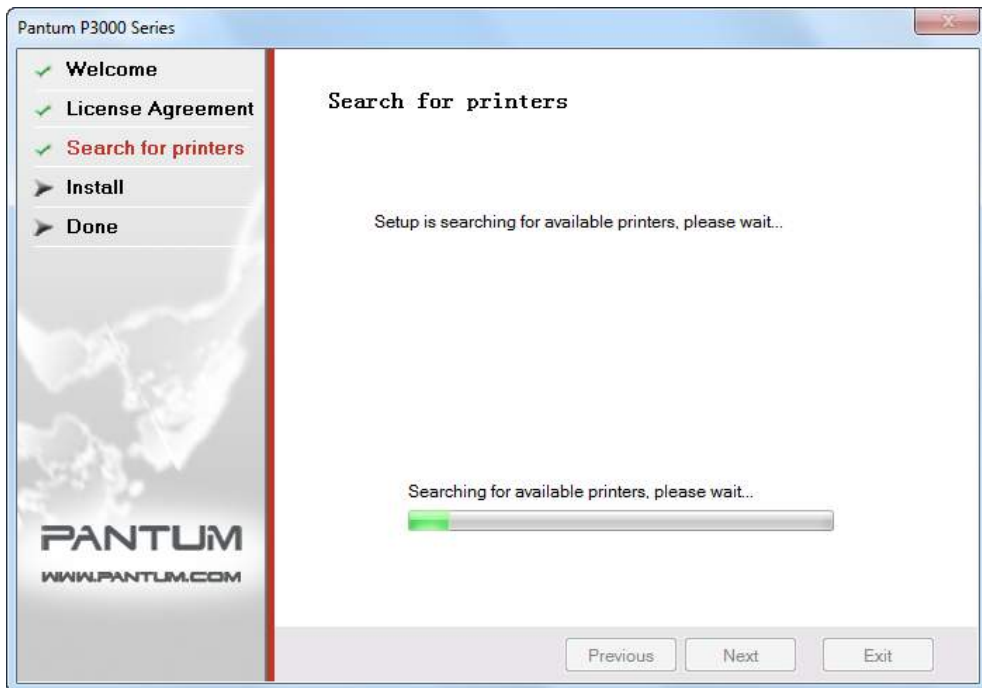 Pantum P3000 Series
Welcome
License Agreement
Search for printers
Install
Done
PANTUM
WWW.PANTUM.COM
Search for printers
Setup is searching for available printers, please wait...
Searching for available printers, please wait...
Previous
Next
Exit